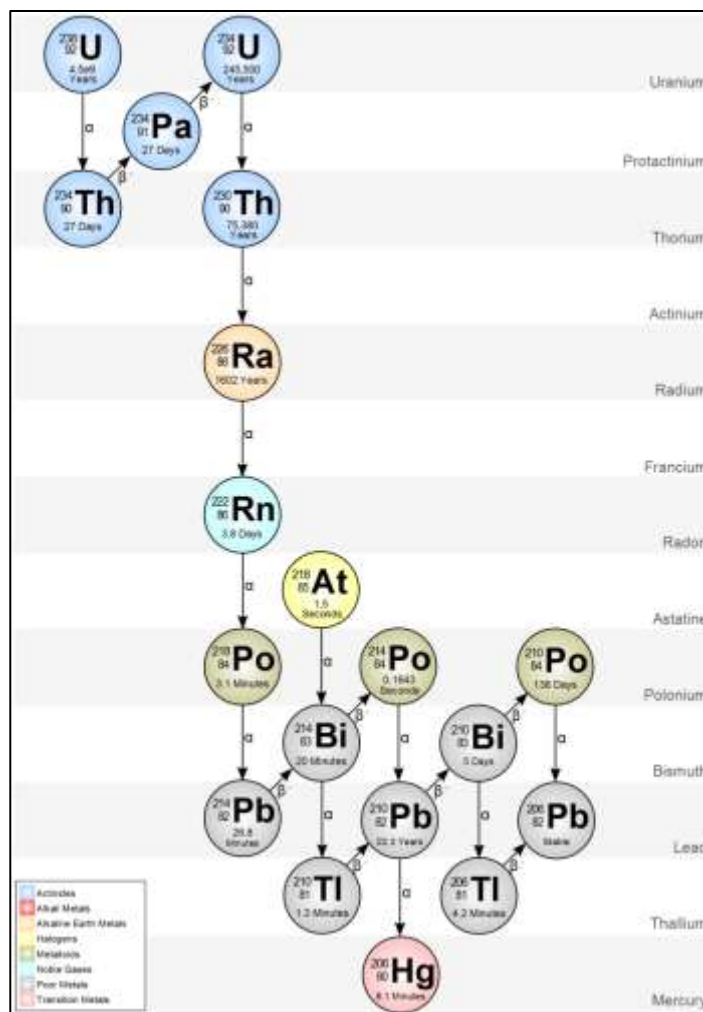 238
92
U
4.5e9
Years
234
92
U
245,500
Years
Uranium
α
β⁻
α
234
91
Pa
27 Days
Protactinium
β⁻
234
90
Th
27 Days
230
90
Th
75,380
Years
Thorium
α
Actinium
226
88
Ra
1602 Years
Radium
α
Francium
222
86
Rn
3.8 Days
Radon
α
218
85
At
1.5
Seconds
Astatine
218
84
Po
3.1 Minutes
α
214
84
Po
0.1643
Seconds
210
84
Po
138 Days
Polonium
α
β⁻
α
β⁻
α
214
83
Bi
20 Minutes
210
83
Bi
5 Days
Bismuth
β⁻
α
β⁻
α
214
82
Pb
26.8
Minutes
210
82
Pb
22.3 Years
206
82
Pb
Stable
Lead
β⁻
α
β⁻
210
81
Tl
1.3 Minutes
206
81
Tl
4.2 Minutes
Thallium
206
80
Hg
8.1 Minutes
Mercury
Actinides
Alkali Metals
Alkaline Earth Metals
Halogens
Metalloids
Noble Gases
Poor Metals
Transition Metals